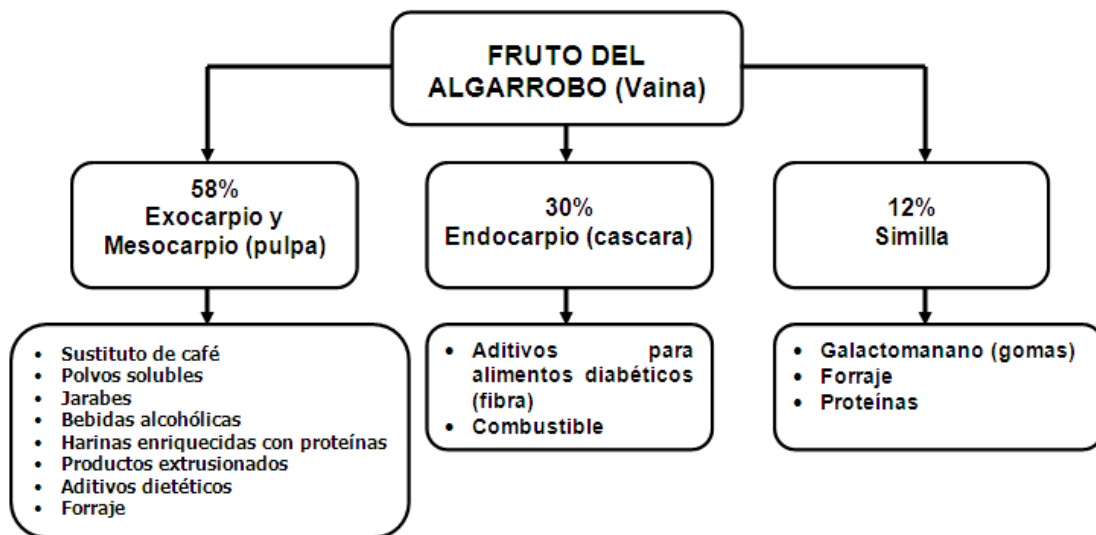 FRUTO DEL
ALGARROBO (Vaina)
58%
Exocarpio y
Mesocarpio (pulpa)
30%
Endocarpio (cascara)
12%
Similla
• Sustituto de café
• Polvos solubles
• Jarabes
• Bebidas alcohólicas
• Harinas enriquecidas con proteínas
• Productos extrusionados
• Aditivos dietéticos
• Forraje
• Aditivos para
alimentos diabéticos
(fibra)
• Combustible
• Galactomanano (gomas)
• Forraje
• Proteínas